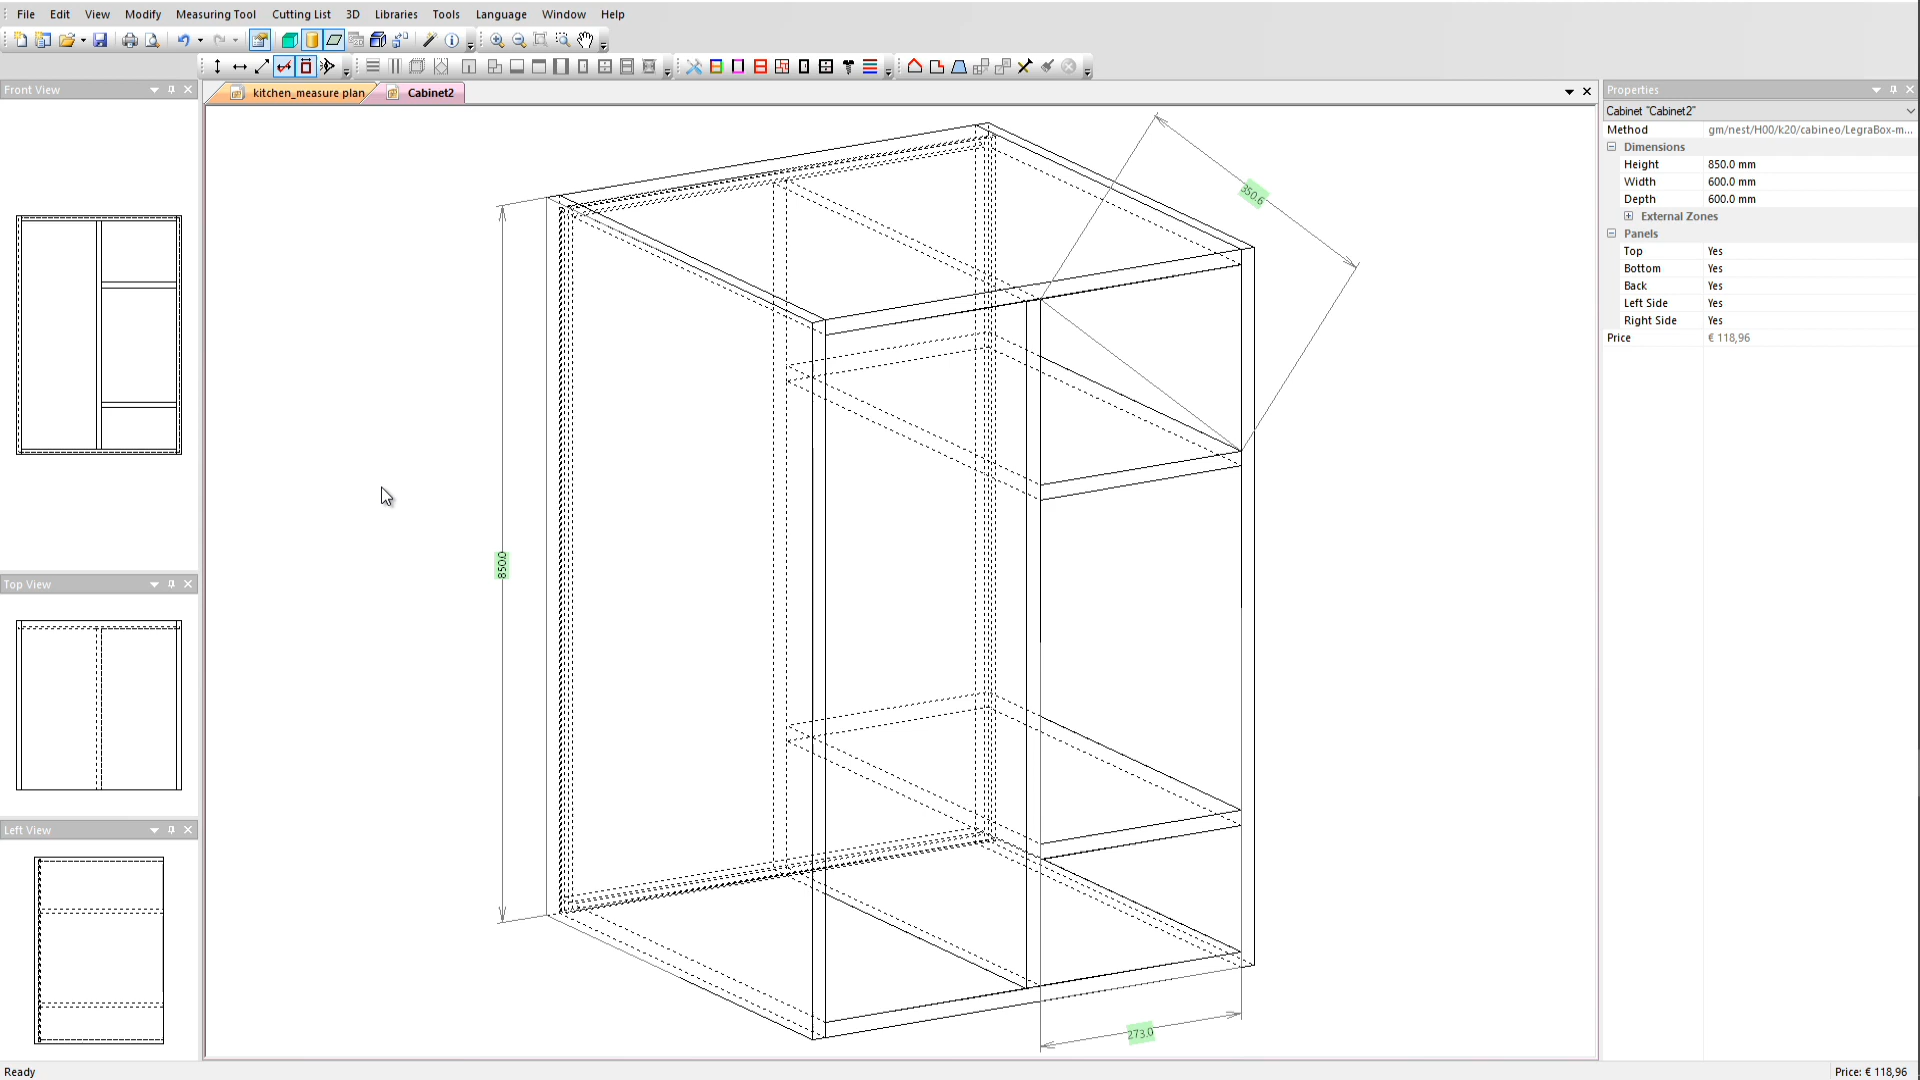 File Edit View Modify Measuring Tool Cutting List 3D Libraries Tools Language Window Help
Front View
kitchen_measure plan
Cabinet2
Properties
Cabinet "Cabinet2"
Method gm/nest/H00/k20/cabineo/LegraBox-m...
Dimensions
Height 850.0 mm
Width 600.0 mm
Depth 600.0 mm
External Zones
Panels
Top Yes
Bottom Yes
Back Yes
Left Side Yes
Right Side Yes
Price € 118,96
350.6
850.0
273.0
Top View
Left View
Ready
Price: € 118,96